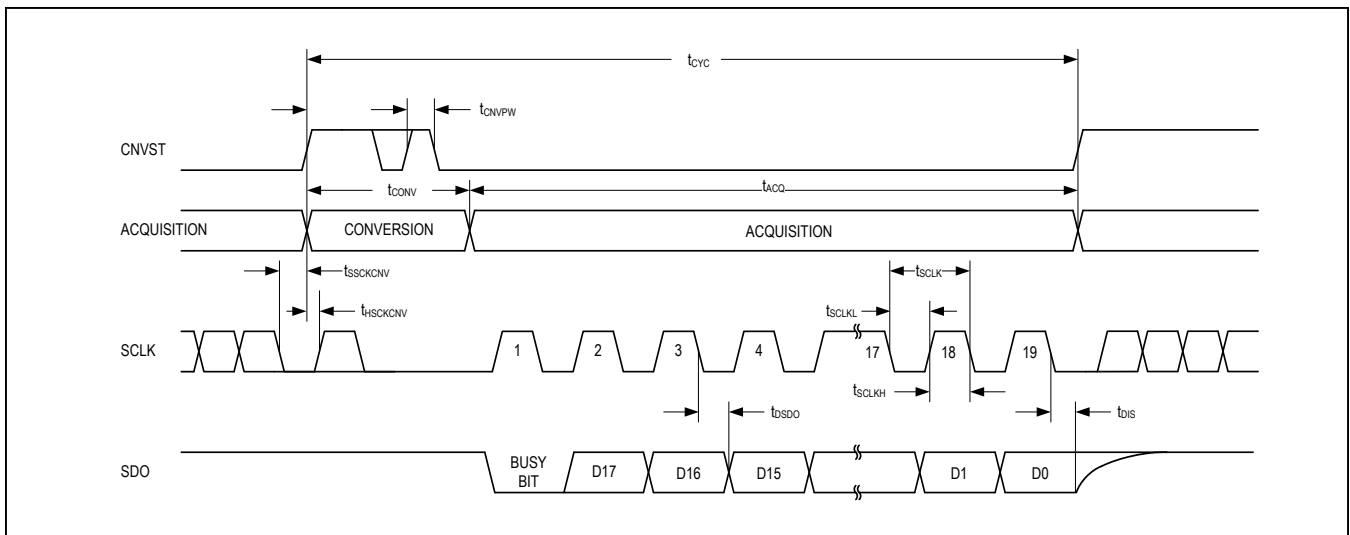 tCYC
tCNVPW
CNVST
tCONV
tACQ
ACQUISITION
CONVERSION
ACQUISITION
tSSCKCNV
tSCLK
tHSCKCNV
tSCLKL
SCLK
1 2 3 4 17 18 19
tSCLKH
tDSDO
tDIS
SDO
BUSY
BIT
D17 D16 D15 D1 D0